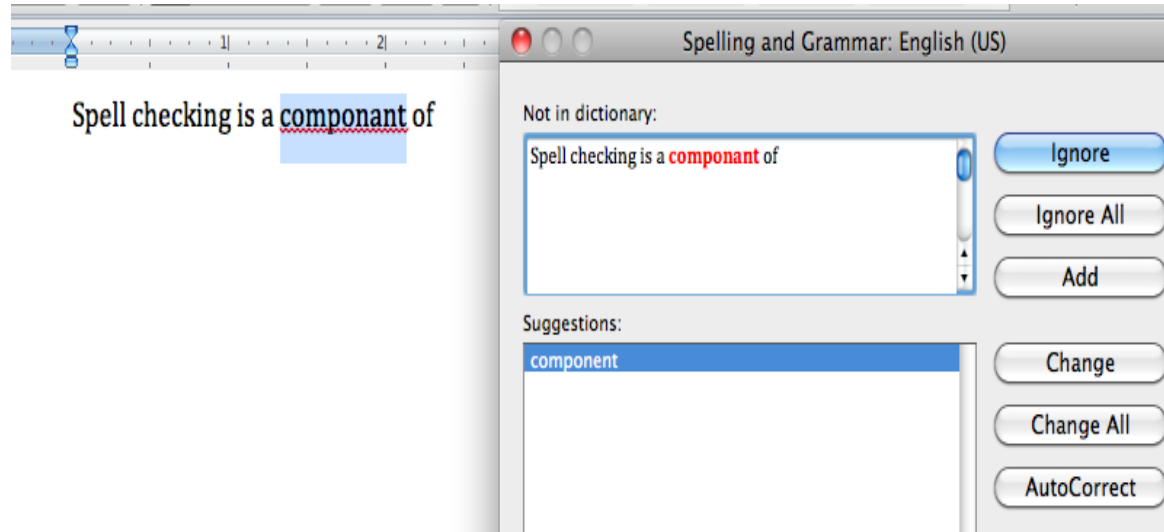 1 2
Spelling and Grammar: English (US)
Spell checking is a componant of
Not in dictionary:
Spell checking is a componant of
Ignore
Ignore All
Add
Suggestions:
component
Change
Change All
AutoCorrect